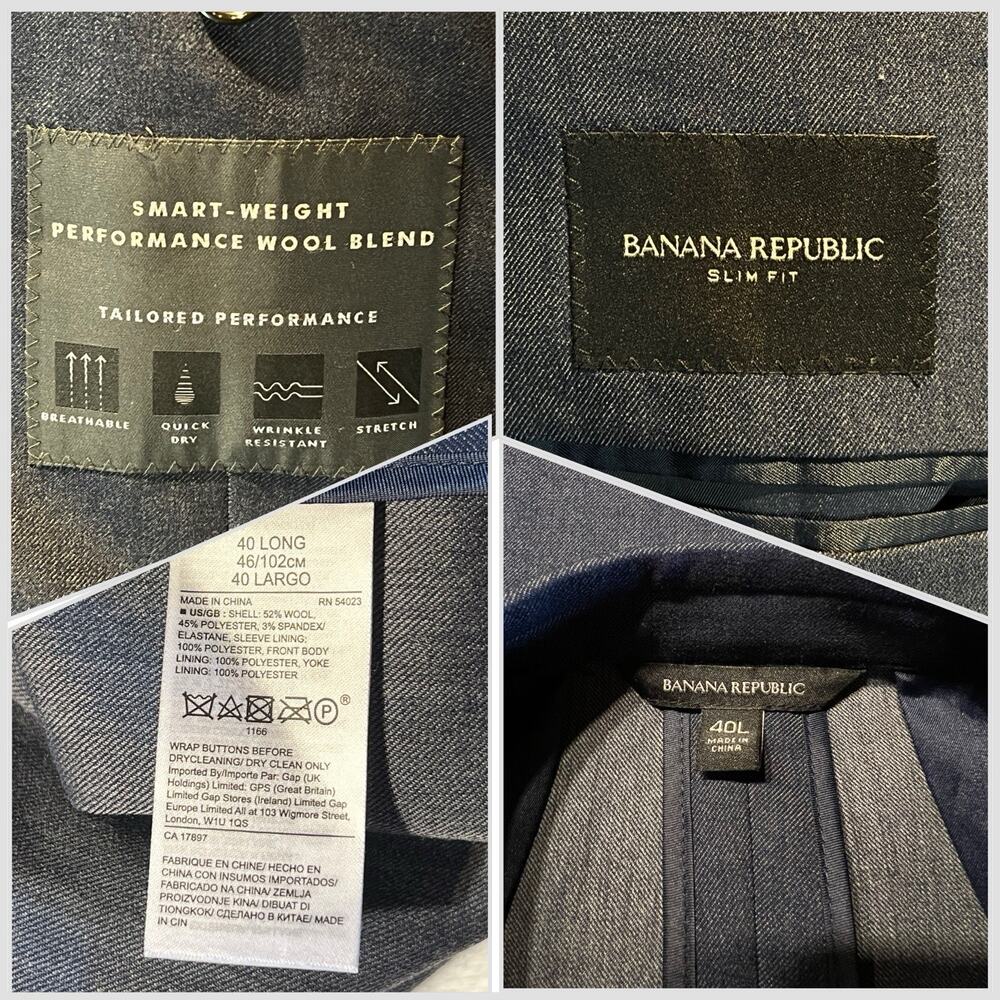 SMART-WEIGHT
PERFORMANCE WOOL BLEND
TAILORED PERFORMANCE
BREATHABLE
QUICK
DRY
WRINKLE
RESISTANT
STRETCH
BANANA REPUBLIC
SLIM FIT
40 LONG
46/102CM
40 LARGO
MADE IN CHINA RN 54023
■ US/GB : SHELL: 52% WOOL,
45% POLYESTER, 3% SPANDEX/
ELASTANE, SLEEVE LINING:
100% POLYESTER, FRONT BODY
LINING: 100% POLYESTER, YOKE
LINING: 100% POLYESTER
P ®
1166
WRAP BUTTONS BEFORE
DRYCLEANING/ DRY CLEAN ONLY
Imported By/Importe Par: Gap (UK
Holdings) Limited: GPS (Great Britain)
Limited Gap Stores (Ireland) Limited Gap
Europe Limited All at 103 Wigmore Street,
London, W1U 1QS
CA 17897
FABRIQUE EN CHINE/ HECHO EN
CHINA CON INSUMOS IMPORTADOS/
FABRICADO NA CHINA/ ZEMLJA
PROIZVODNJE KINA/ DIBUAT DI
TIONGKOK/ СДЕЛАНО В КИТАЕ/ MADE
IN CIN
BANANA REPUBLIC
40L
MADE IN
CHINA